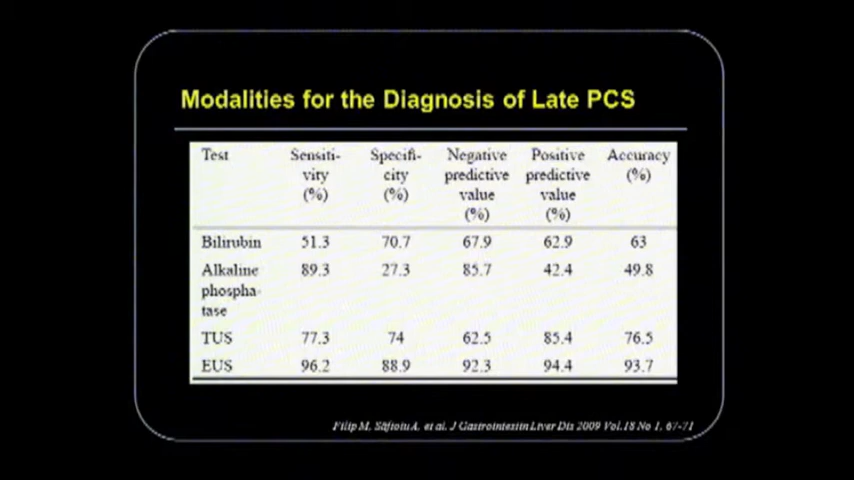 Modalities for the Diagnosis of Late PCS
Test Sensiti- Specifi- Negative Positive Accuracy
vity city predictive predictive (%)
(%) (%) value value
(%) (%)
Bilirubin 51.3 70.7 67.9 62.9 63
Alkaline 89.3 27.3 85.7 42.4 49.8
phospha-
tase
TUS 77.3 74 62.5 85.4 76.5
EUS 96.2 88.9 92.3 94.4 93.7
Filip M, Săftoiu A, et al. J Gastrointestin Liver Dis 2009 Vol.18 No 1, 67-71